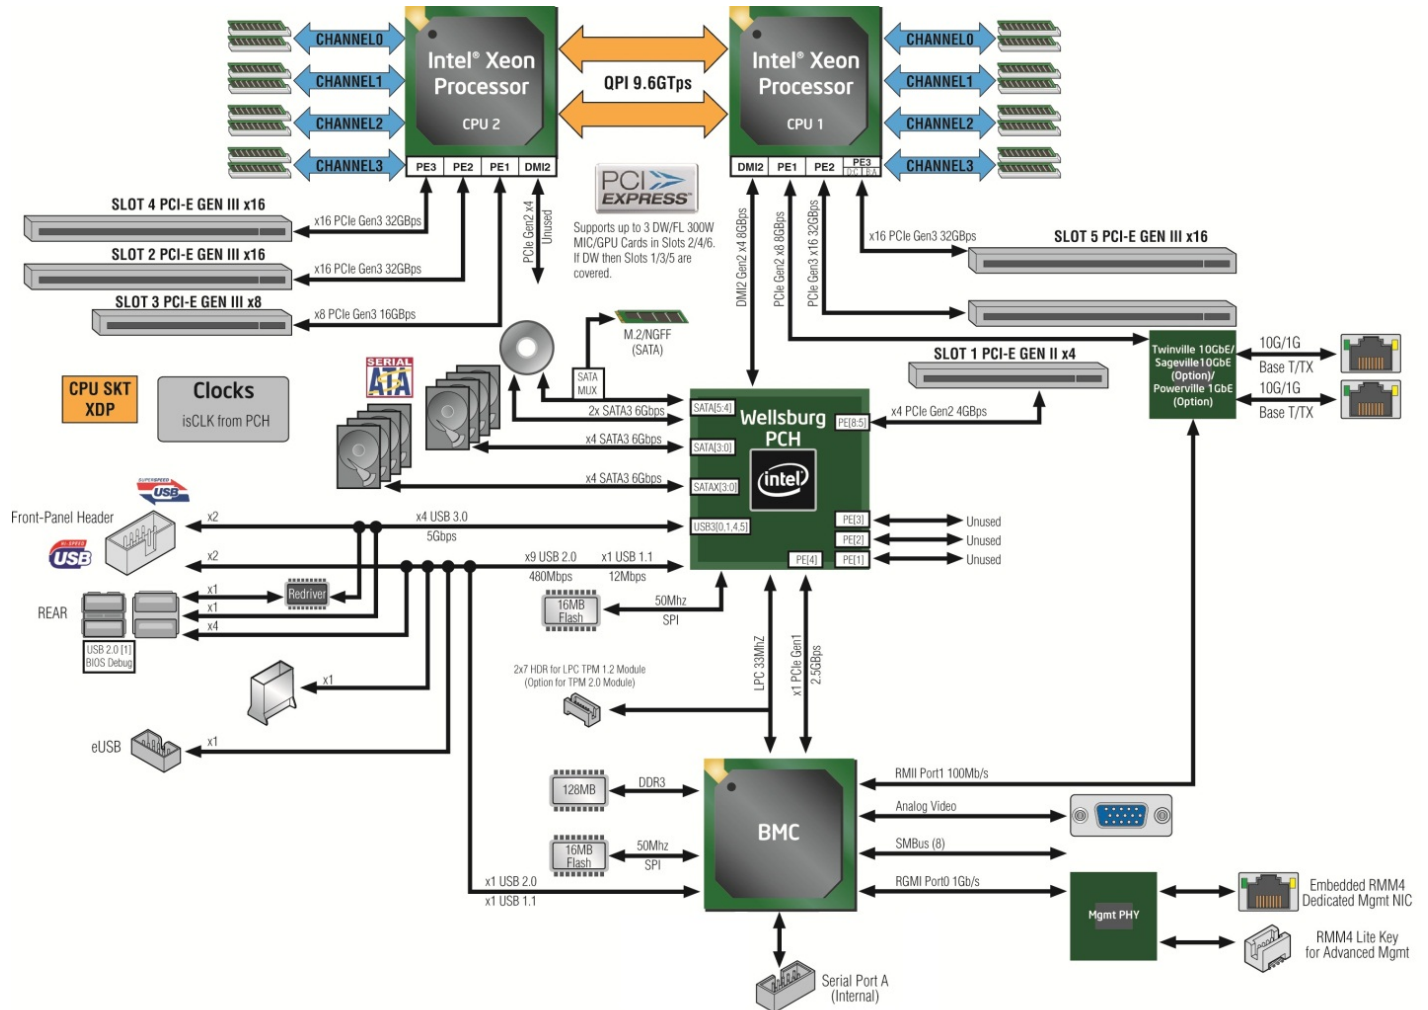 CHANNEL0
CHANNEL1
CHANNEL2
CHANNEL3
Intel® Xeon
Processor
CPU 2
PE3 PE2 PE1 DMI2
QPI 9.6GTps
Intel® Xeon
Processor
CPU 1
DMI2 PE1 PE2 PE3
D C B A
CHANNEL0
CHANNEL1
CHANNEL2
CHANNEL3
PCI
EXPRESS™
Supports up to 3 DW/FL 300W
MIC/GPU Cards in Slots 2/4/6.
If DW then Slots 1/3/5 are
covered.
SLOT 4 PCI-E GEN III x16
x16 PCIe Gen3 32GBps
SLOT 2 PCI-E GEN III x16
x16 PCIe Gen3 32GBps
SLOT 3 PCI-E GEN III x8
x8 PCIe Gen3 16GBps
PCIe Gen2 x4
Unused
DMI2 Gen2 x4 8GBps
PCIe Gen2 x8 8GBps
PCIe Gen3 x16 32GBps
x16 PCIe Gen3 32GBps
SLOT 5 PCI-E GEN III x16
M.2/NGFF
(SATA)
SATA
MUX
SERIAL
ATA
CPU SKT
XDP
Clocks
isCLK from PCH
2x SATA3 6Gbps
x4 SATA3 6Gbps
x4 SATA3 6Gbps
SATA[5:4]
SATA[3:0]
SATAX[3:0]
USB3[0,1,4,5]
Wellsburg
PCH
intel
PE[8:5]
PE[3]
PE[2]
PE[1]
PE[4]
Unused
Unused
Unused
SLOT 1 PCI-E GEN II x4
x4 PCIe Gen2 4GBps
Twinville 10GbE/
Sageville10GbE
(Option)/
Powerville 1GbE
(Option)
10G/1G
Base T/TX
10G/1G
Base T/TX
SUPERSPEED
USB
Front-Panel Header
HI-SPEED
USB
x2
x4 USB 3.0
5Gbps
x2
x9 USB 2.0
480Mbps
x1 USB 1.1
12Mbps
REAR
x1
Redriver
x1
x4
USB 2.0 [1]
BIOS Debug
x1
eUSB
x1
16MB
Flash
50Mhz
SPI
2x7 HDR for LPC TPM 1.2 Module
(Option for TPM 2.0 Module)
LPC 33MhZ
x1 PCIe Gen1
2.5GBps
128MB
DDR3
16MB
Flash
50Mhz
SPI
x1 USB 2.0
x1 USB 1.1
BMC
RMII Port1 100Mb/s
Analog Video
SMBus (8)
RGMI Port0 1Gb/s
Mgmt PHY
Embedded RMM4
Dedicated Mgmt NIC
RMM4 Lite Key
for Advanced Mgmt
Serial Port A
(Internal)